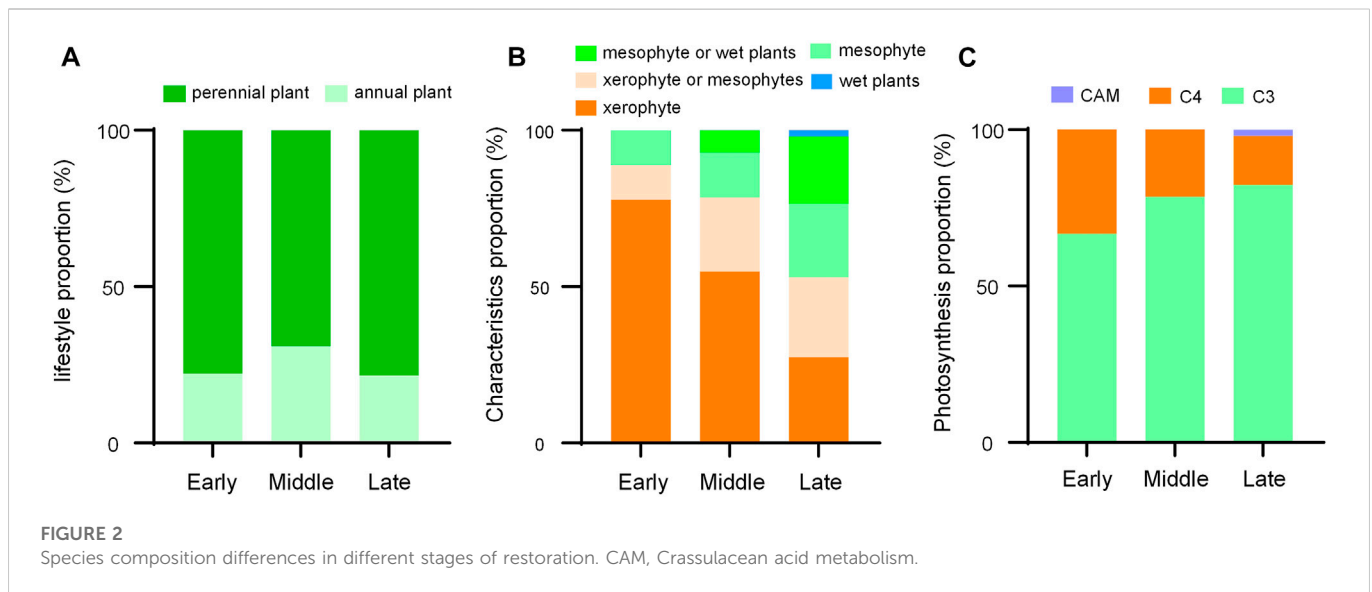 A
perennial plant annual plant
lifestyle proportion (%)
100
50
0
Early Middle Late
B
mesophyte or wet plants mesophyte
xerophyte or mesophytes wet plants
xerophyte
Characteristics proportion (%)
100
50
0
Early Middle Late
C
CAM C4 C3
Photosynthesis proportion (%)
100
50
0
Early Middle Late
FIGURE 2
Species composition differences in different stages of restoration. CAM, Crassulacean acid metabolism.